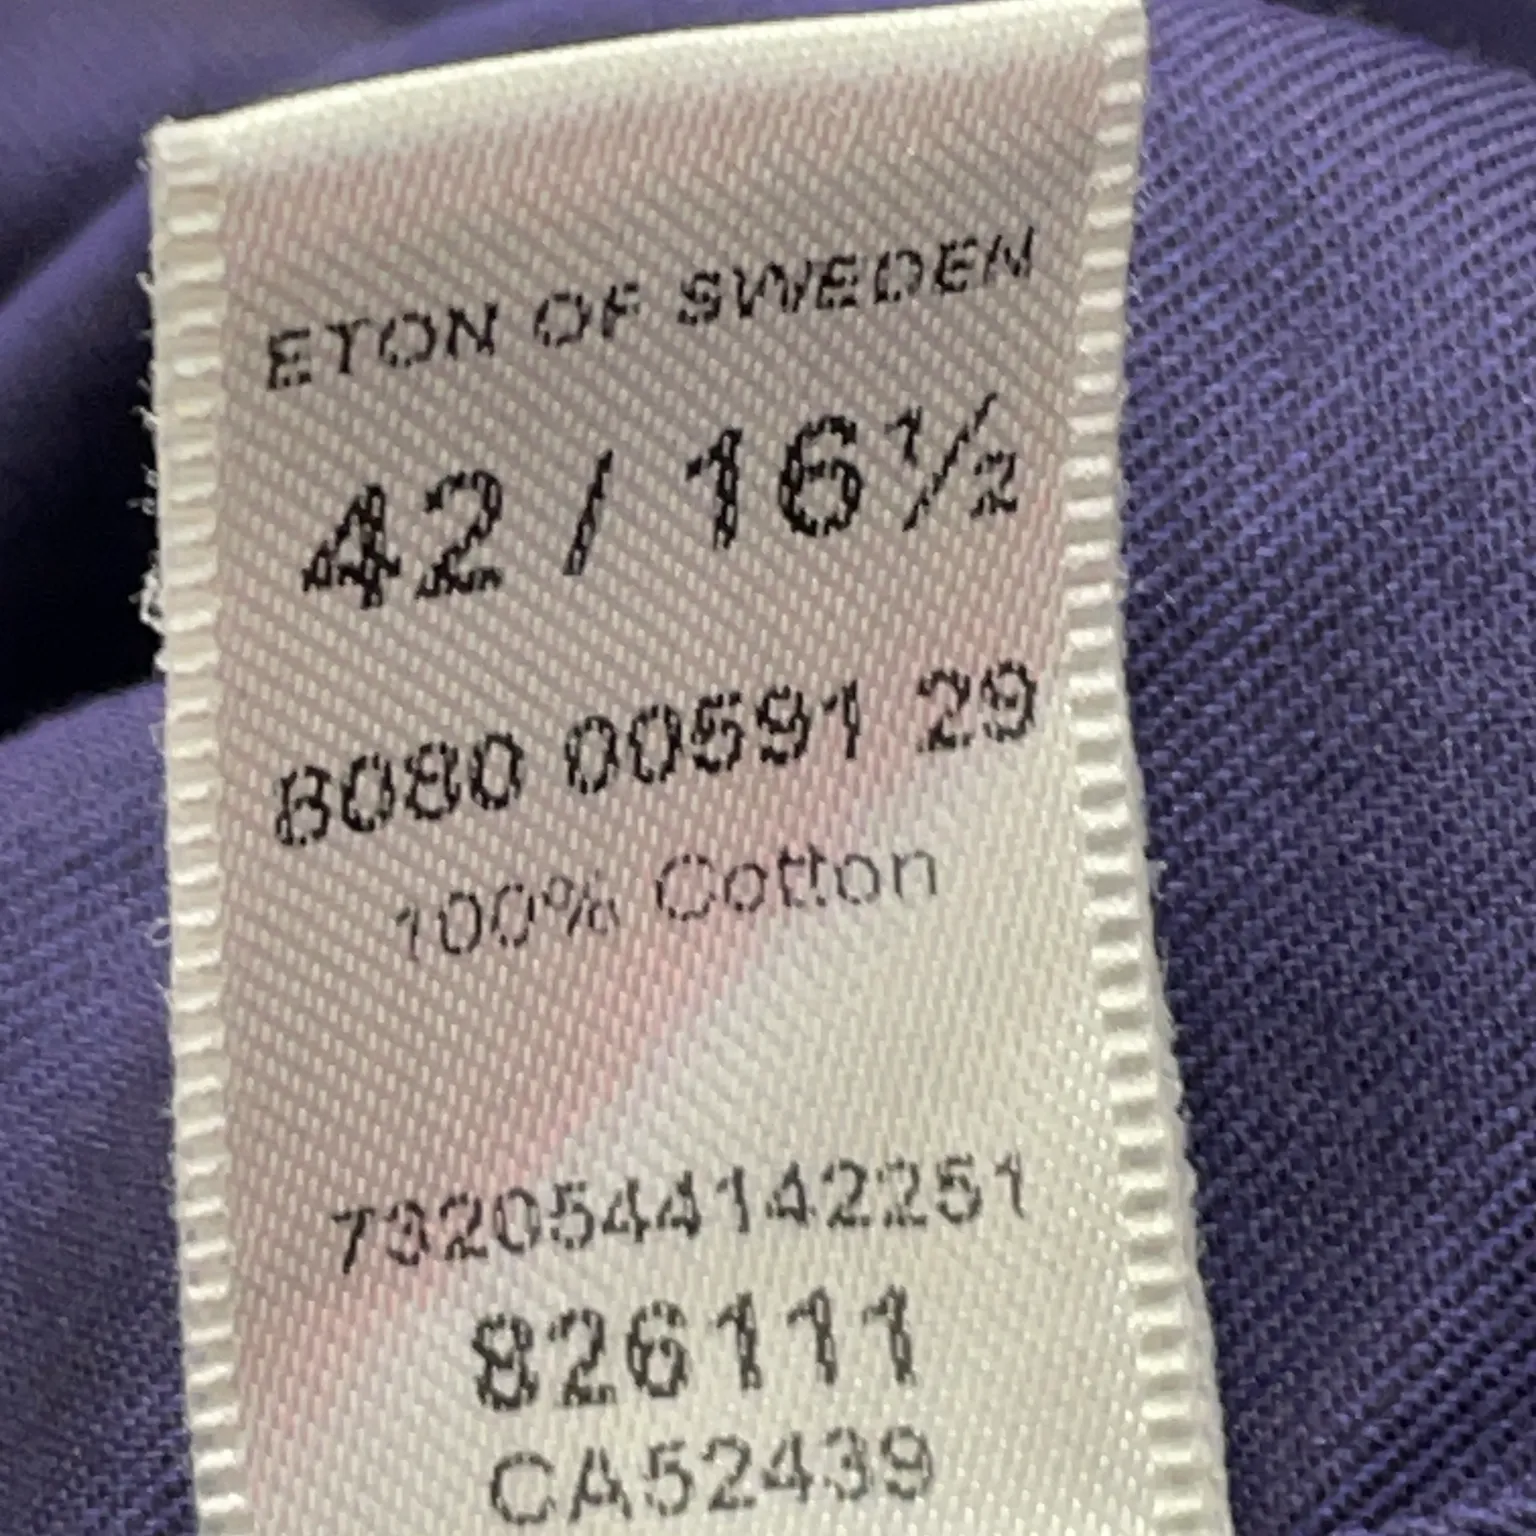 ETON OF SWEDEN
42 / 16½
8080 00591 29
100% Cotton
7320544142251
826111
CA52439